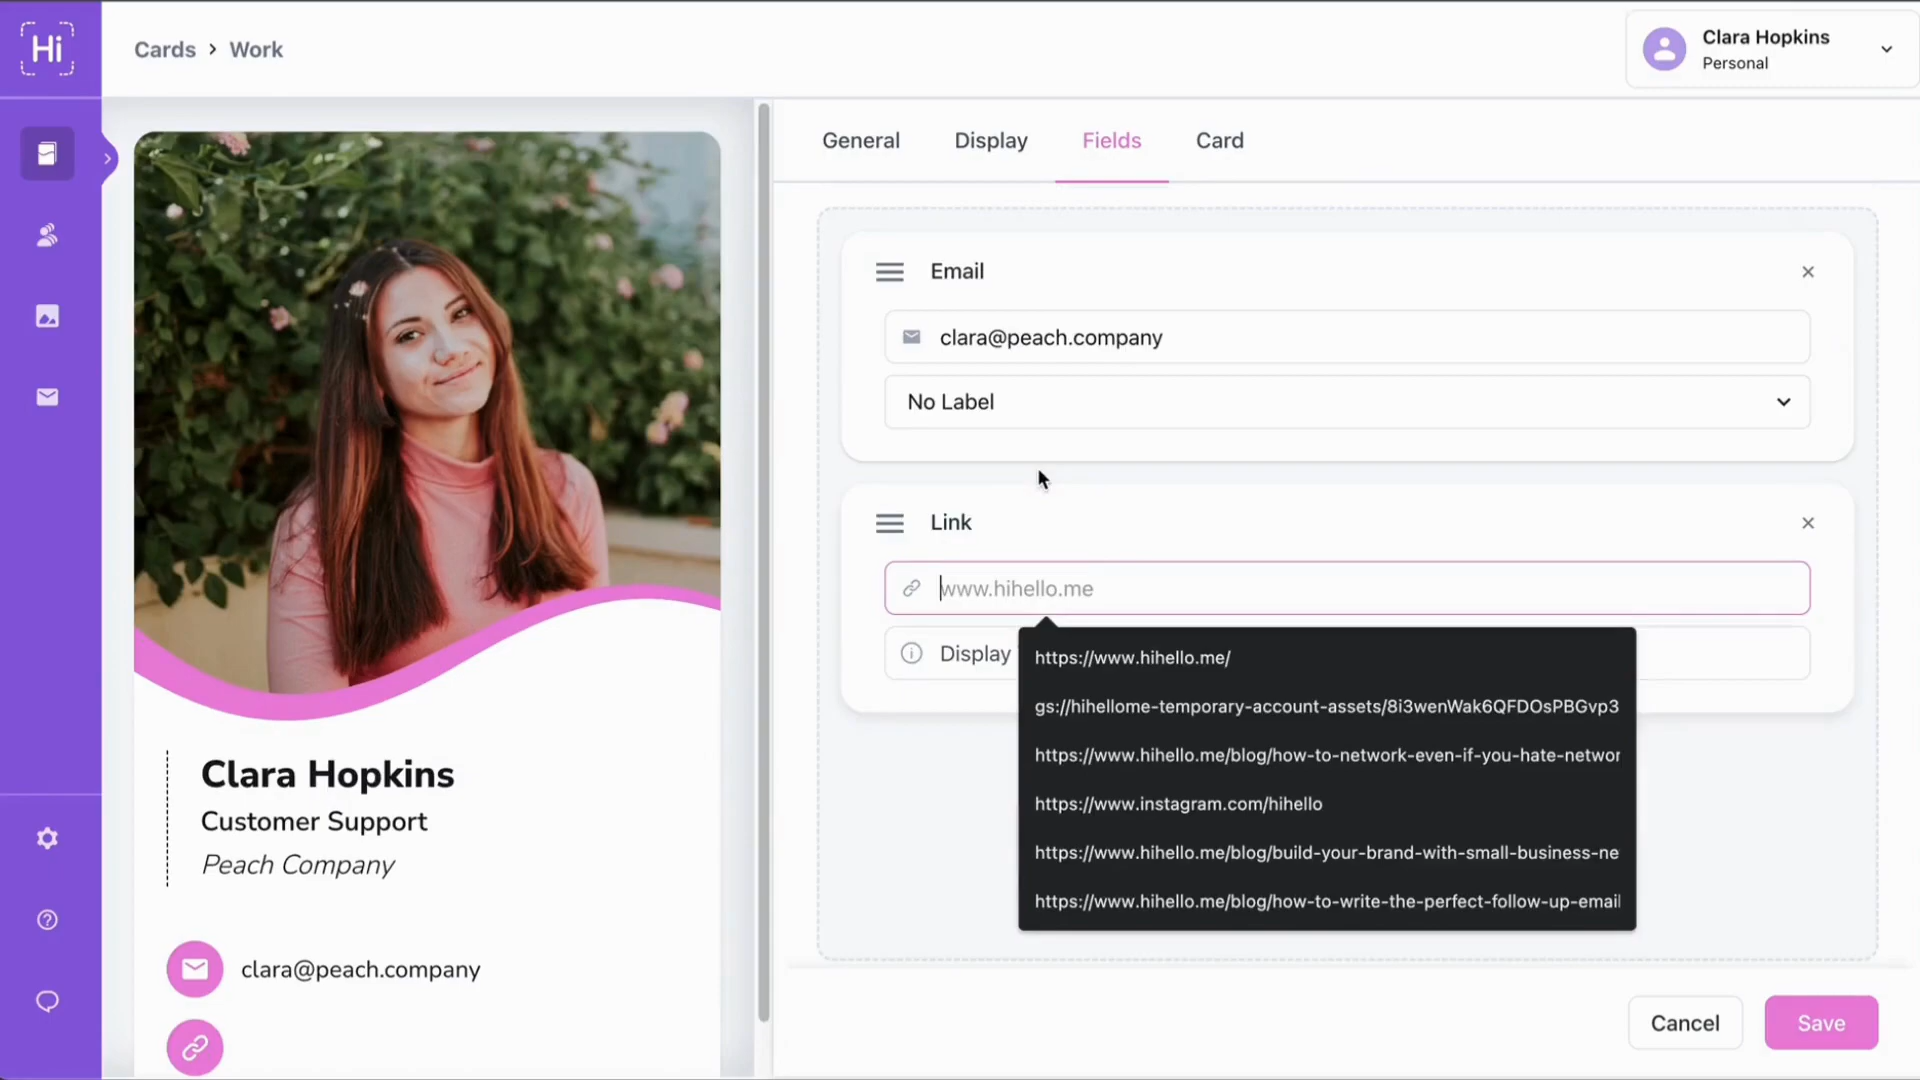 Hi
Cards > Work
Clara Hopkins
Personal
General
Display
Fields
Card
Email
clara@peach.company
No Label
Link
www.hihello.me
Display
https://www.hihello.me/
gs://hihellome-temporary-account-assets/8i3wenWak6QFDOsPBGvp3
https://www.hihello.me/blog/how-to-network-even-if-you-hate-networ
https://www.instagram.com/hihello
https://www.hihello.me/blog/build-your-brand-with-small-business-ne
https://www.hihello.me/blog/how-to-write-the-perfect-follow-up-email
Clara Hopkins
Customer Support
Peach Company
clara@peach.company
Cancel
Save